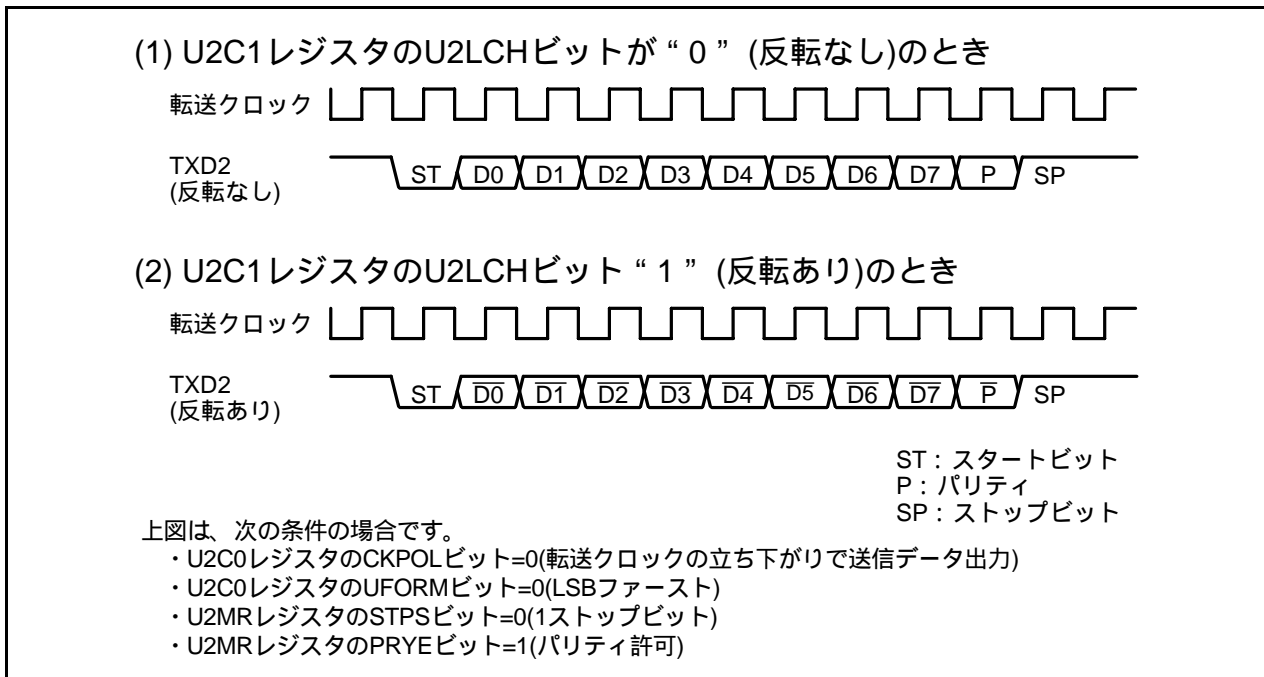 (1) U2C1レジスタのU2LCHビットが“0”(反転なし)のとき
転送クロック
TXD2
(反転なし)
ST D0 D1 D2 D3 D4 D5 D6 D7 P SP
(2) U2C1レジスタのU2LCHビット“1”(反転あり)のとき
転送クロック
TXD2
(反転あり)
ST D̅0̅ D̅1̅ D̅2̅ D̅3̅ D̅4̅ D̅5̅ D̅6̅ D̅7̅ P̅ SP
ST：スタートビット
P：パリティ
SP：ストップビット
上図は、次の条件の場合です。
・U2C0レジスタのCKPOLビット=0(転送クロックの立ち下がりで送信データ出力)
・U2C0レジスタのUFORMビット=0(LSBファースト)
・U2MRレジスタのSTPSビット=0(1ストップビット)
・U2MRレジスタのPRYEビット=1(パリティ許可)